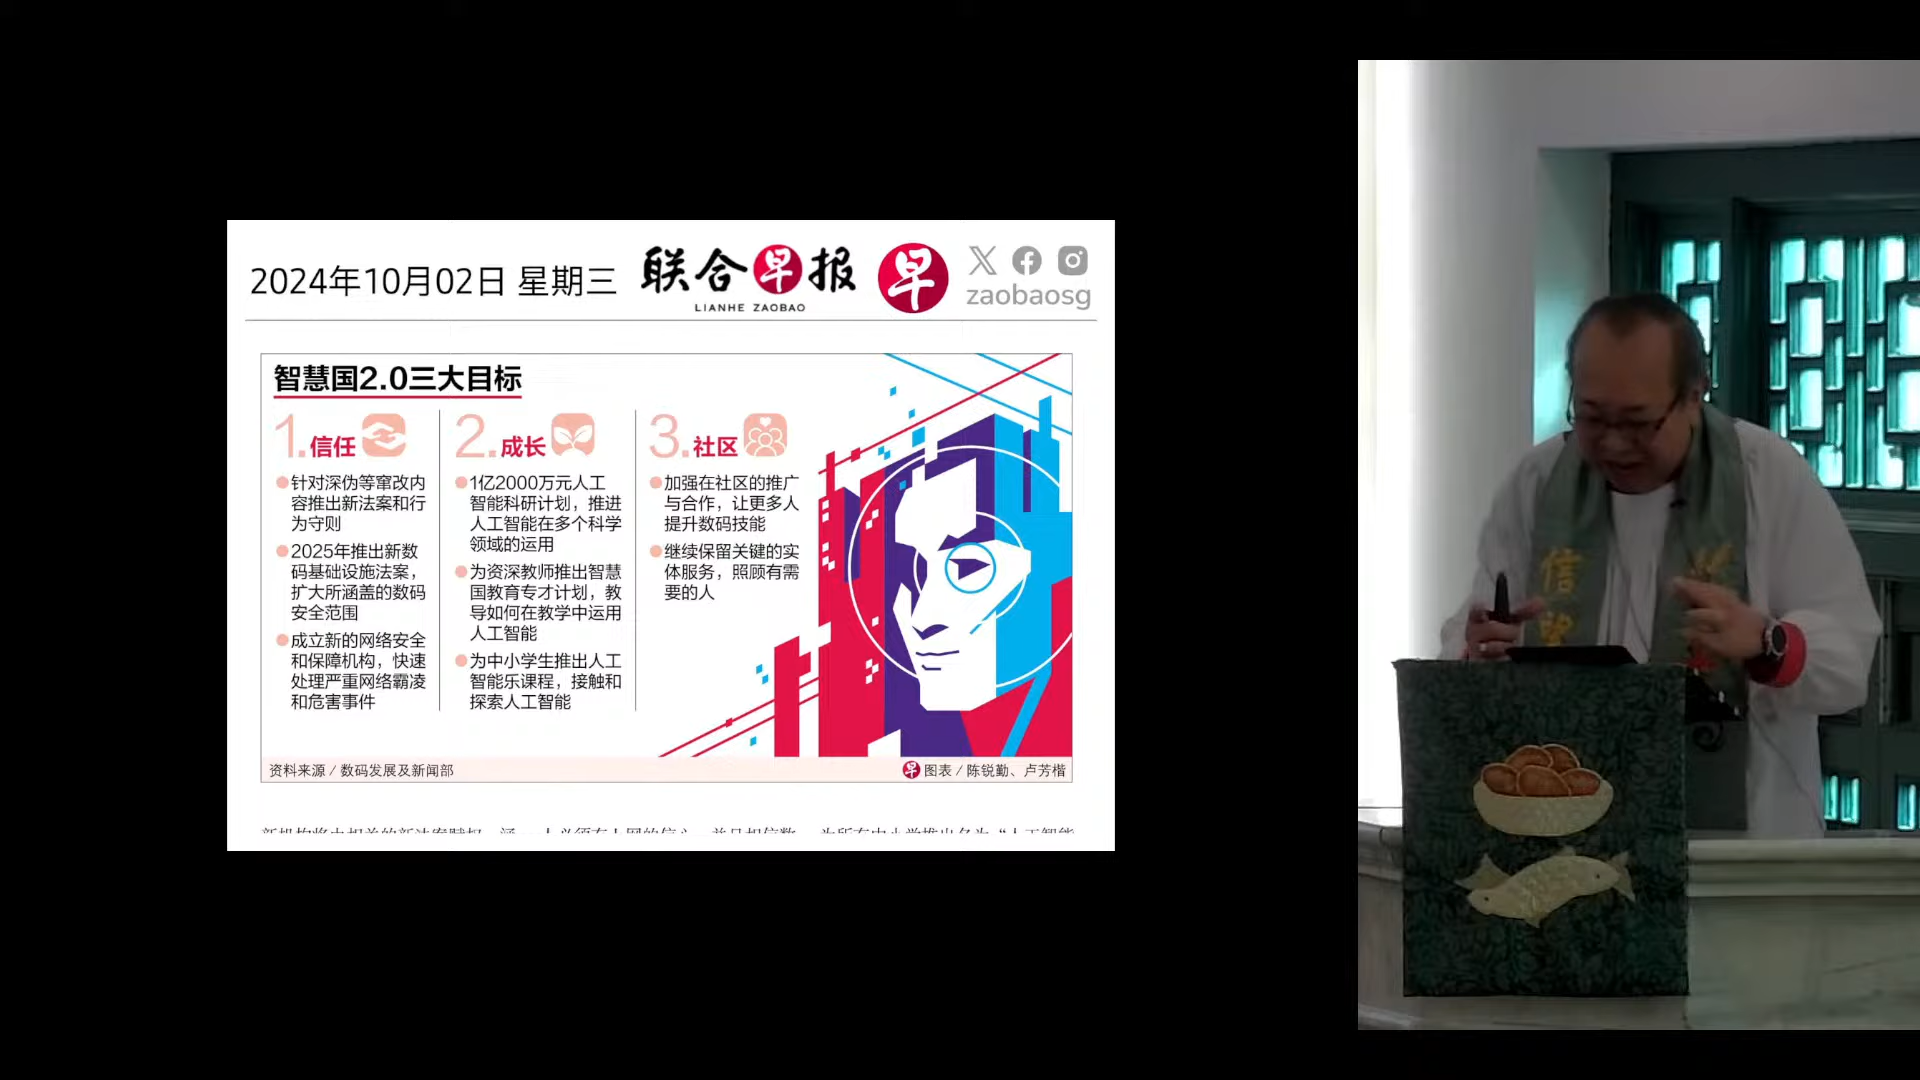 2024年10月02日 星期三
联合早报
LIANHE ZAOBAO
早
zaobaosg
智慧国2.0三大目标
1.信任
针对深伪等窜改内
容推出新法案和行
为守则
2025年推出新数
码基础设施法案，
扩大所涵盖的数码
安全范围
成立新的网络安全
和保障机构，快速
处理严重网络霸凌
和危害事件
2.成长
1亿2000万元人工
智能科研计划，推进
人工智能在多个科学
领域的运用
为资深教师推出智慧
国教育专才计划，教
导如何在教学中运用
人工智能
为中小学生推出人工
智能乐课程，接触和
探索人工智能
3.社区
加强在社区的推广
与合作，让更多人
提升数码技能
继续保留关键的实
体服务，照顾有需
要的人
资料来源／数码发展及新闻部
早 图表／陈锐勤、卢芳楷
信
望